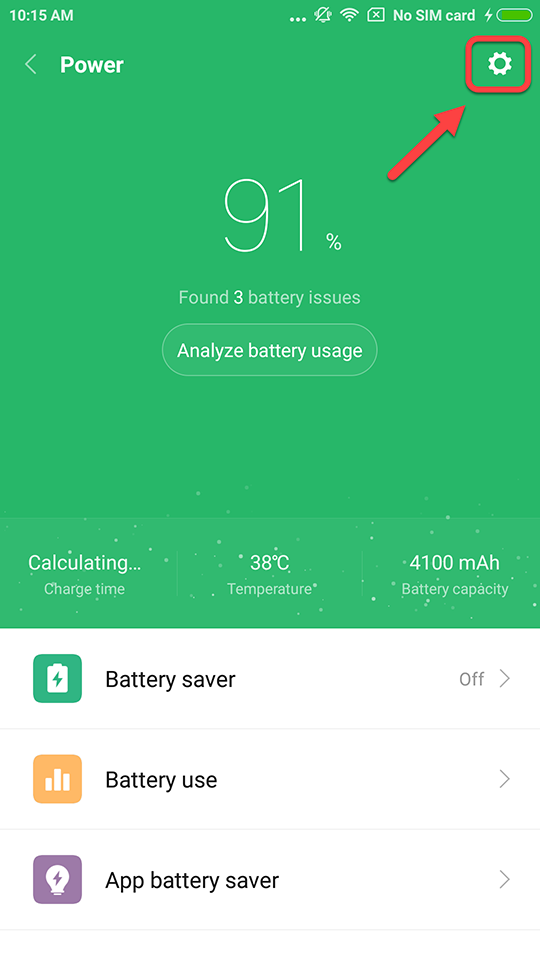 10:15 AM ... No SIM card
Power
91 %
Found 3 battery issues
Analyze battery usage
Calculating... 38℃ 4100 mAh
Charge time Temperature Battery capacity
Battery saver Off
Battery use
App battery saver